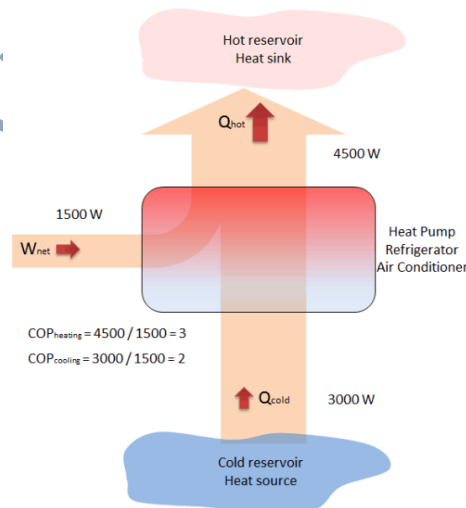 Hot reservoir
Heat sink
Qhot
4500 W
1500 W
Heat Pump
Refrigerator
Air Conditioner
Wnet
COPheating = 4500 / 1500 = 3
COPcooling = 3000 / 1500 = 2
Qcold
3000 W
Cold reservoir
Heat source